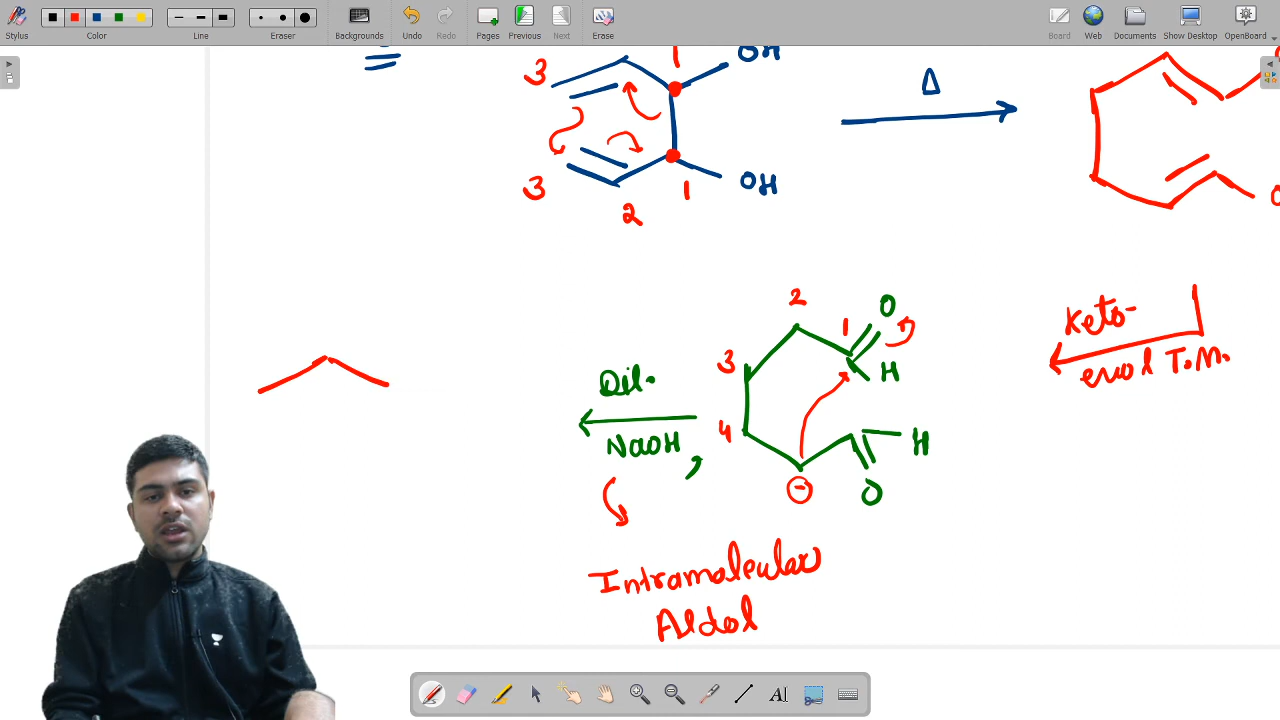 Stylus
Color
Line
Eraser
Backgrounds
Undo
Redo
Pages
Previous
Next
Erase
Board
Web
Documents
Show Desktop
OpenBoard
3
1
OH
Δ
3
1
OH
2
2
1
O
Keto-
enol T.M.
3
H
Dil.
NaOH,
4
H
⊖
O
Intramolecular
Aldol